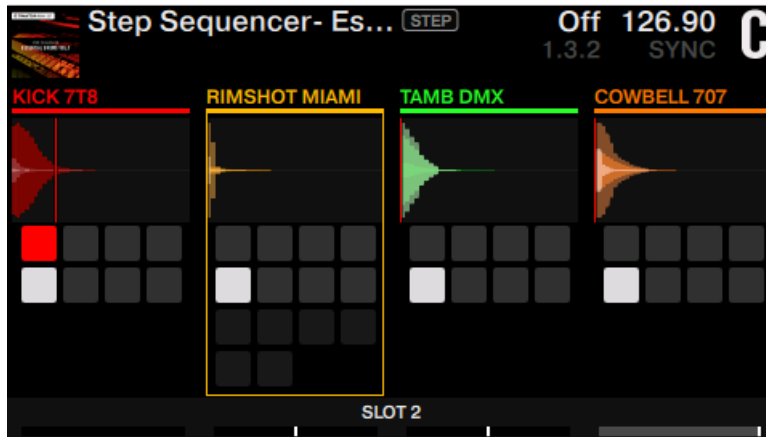 Step Sequencer- Es... STEP Off 126.90 C
1.3.2 SYNC
KICK 7T8 RIMSHOT MIAMI TAMB DMX COWBELL 707
SLOT 2